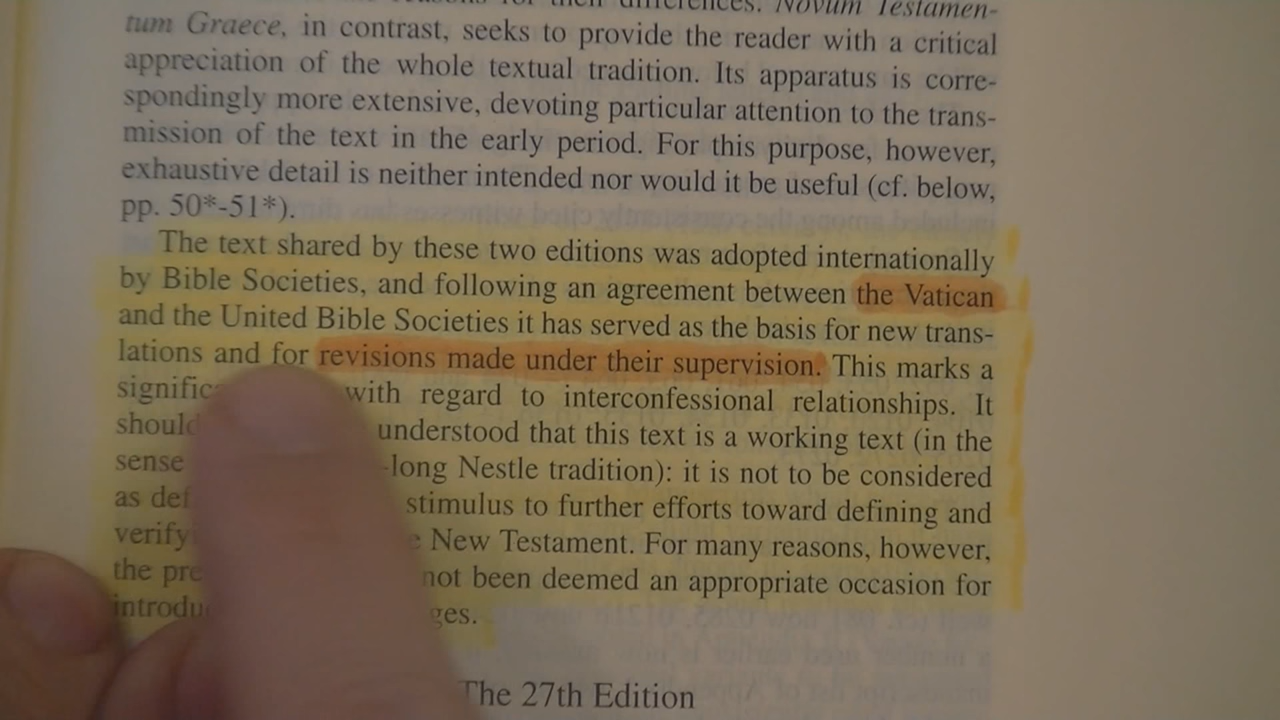 for their differences. Novum Testamen-
tum Graece, in contrast, seeks to provide the reader with a critical
appreciation of the whole textual tradition. Its apparatus is corre-
spondingly more extensive, devoting particular attention to the trans-
mission of the text in the early period. For this purpose, however,
exhaustive detail is neither intended nor would it be useful (cf. below,
pp. 50*-51*).
The text shared by these two editions was adopted internationally
by Bible Societies, and following an agreement between the Vatican
and the United Bible Societies it has served as the basis for new trans-
lations and for revisions made under their supervision. This marks a
with regard to interconfessional relationships. It
should understood that this text is a working text (in the
sense -long Nestle tradition): it is not to be considered
as stimulus to further efforts toward defining and
New Testament. For many reasons, however,
the not been deemed an appropriate occasion for
The 27th Edition